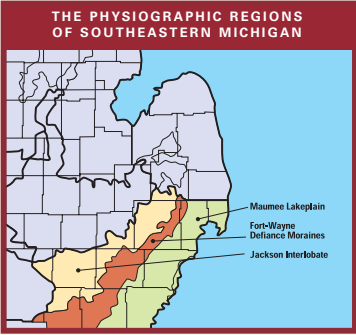 THE PHYSIOGRAPHIC REGIONS
OF SOUTHEASTERN MICHIGAN
Maumee Lakeplain
Fort-Wayne
Defiance Moraines
Jackson Interlobate